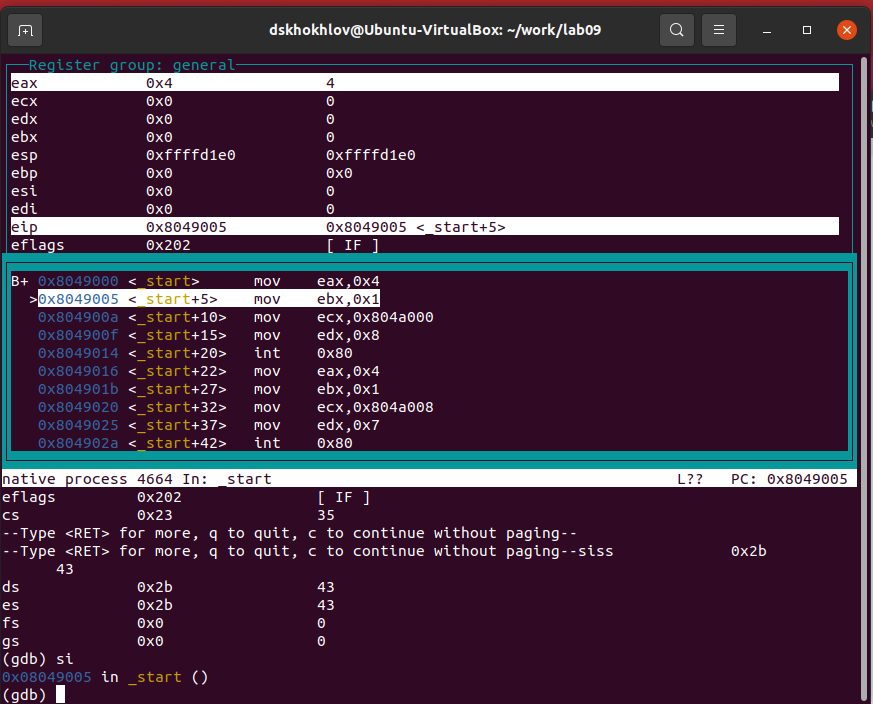 dskhokhlov@Ubuntu-VirtualBox: ~/work/lab09
Register group: general
eax 0x4 4
ecx 0x0 0
edx 0x0 0
ebx 0x0 0
esp 0xffffd1e0 0xffffd1e0
ebp 0x0 0x0
esi 0x0 0
edi 0x0 0
eip 0x8049005 0x8049005 <_start+5>
eflags 0x202 [ IF ]
B+ 0x8049000 <_start> mov eax,0x4
>0x8049005 <_start+5> mov ebx,0x1
0x804900a <_start+10> mov ecx,0x804a000
0x804900f <_start+15> mov edx,0x8
0x8049014 <_start+20> int 0x80
0x8049016 <_start+22> mov eax,0x4
0x804901b <_start+27> mov ebx,0x1
0x8049020 <_start+32> mov ecx,0x804a008
0x8049025 <_start+37> mov edx,0x7
0x804902a <_start+42> int 0x80
native process 4664 In: _start L?? PC: 0x8049005
eflags 0x202 [ IF ]
cs 0x23 35
--Type <RET> for more, q to quit, c to continue without paging--
--Type <RET> for more, q to quit, c to continue without paging--siss 0x2b
43
ds 0x2b 43
es 0x2b 43
fs 0x0 0
gs 0x0 0
(gdb) si
0x08049005 in _start ()
(gdb)